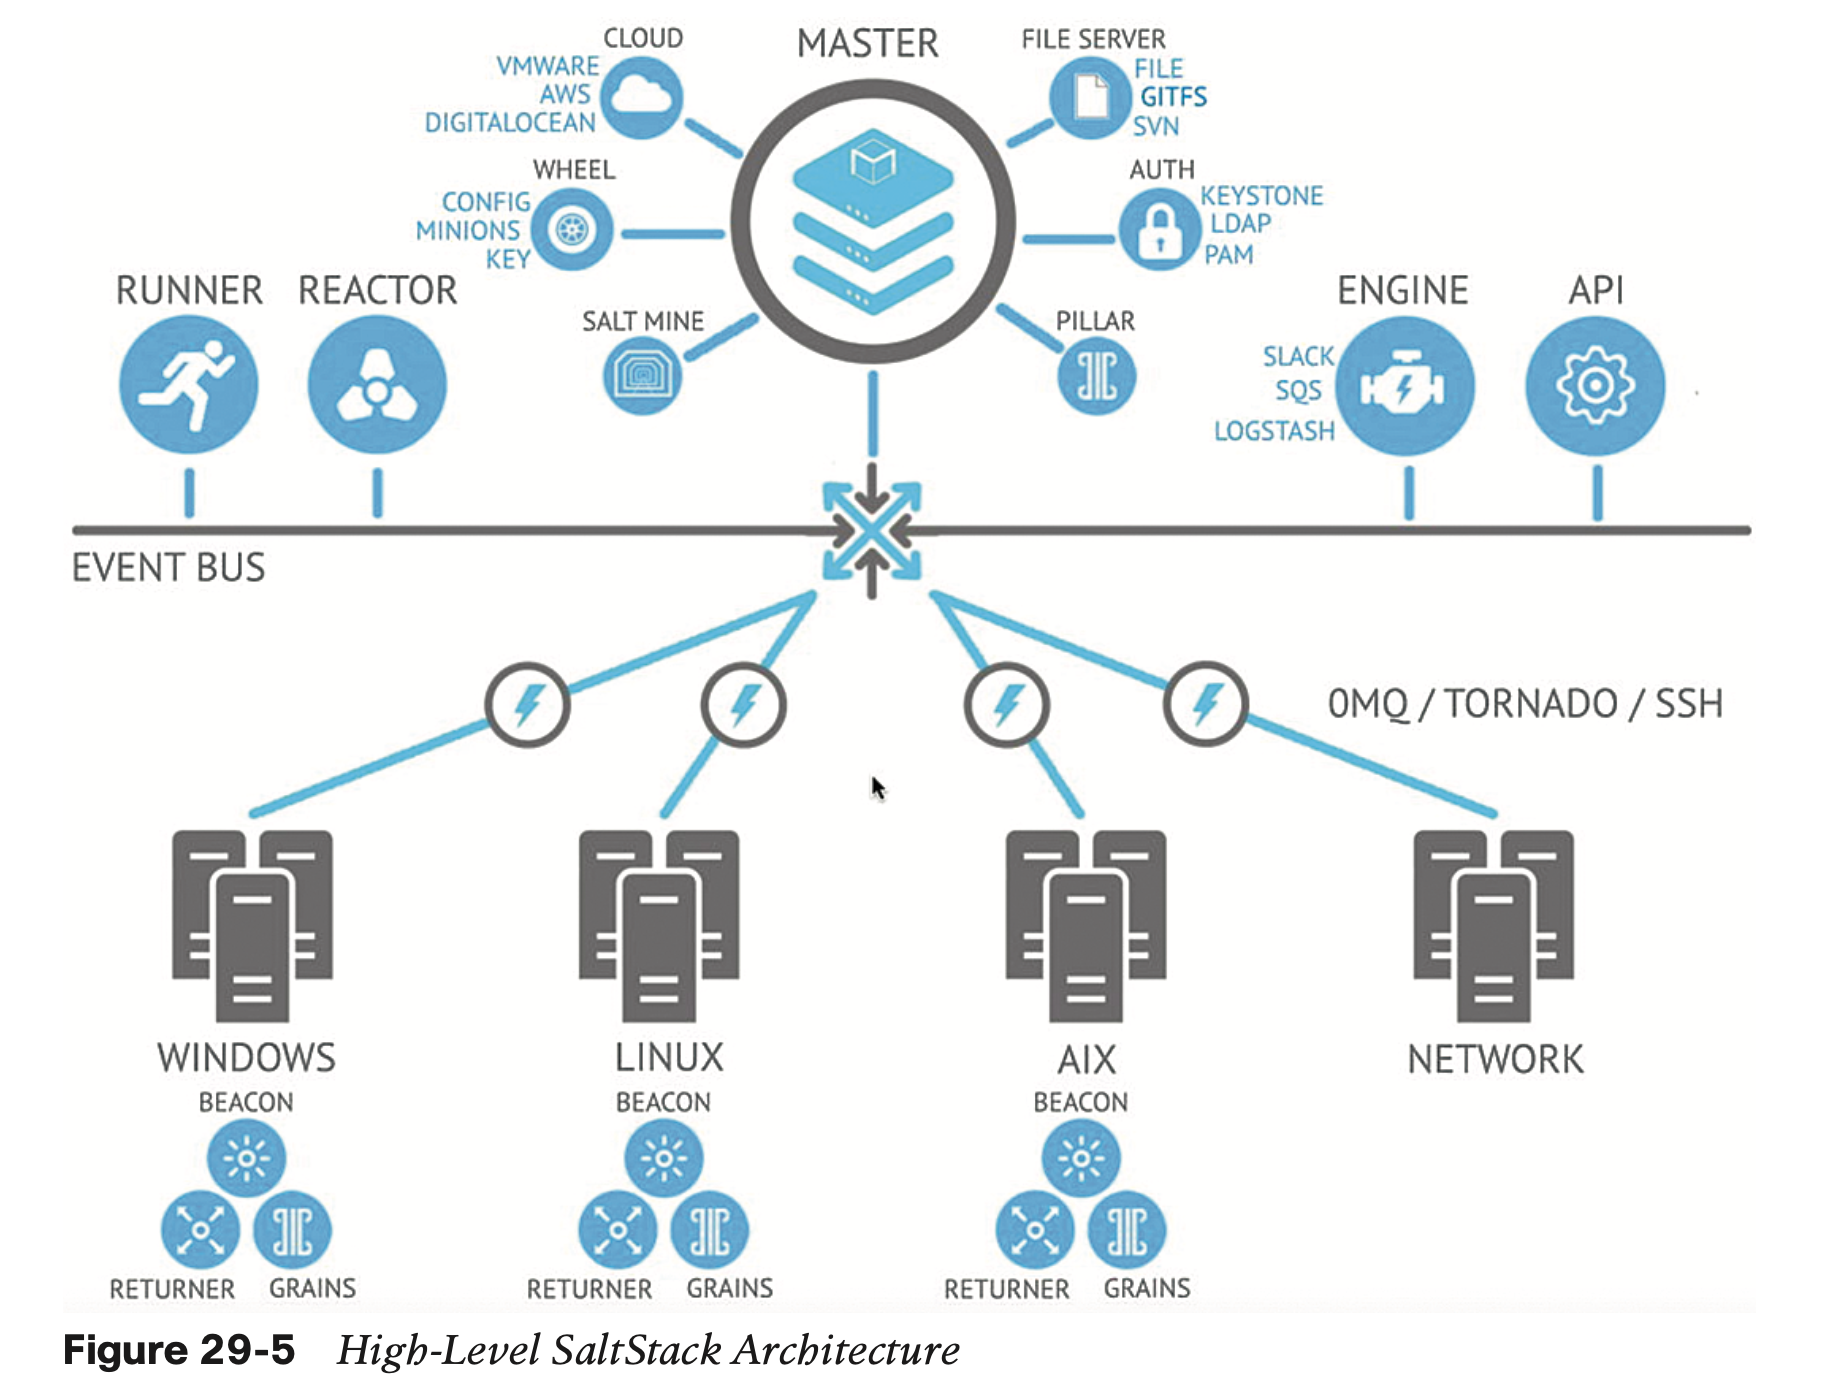 CLOUD
VMWARE
AWS
DIGITALOCEAN
MASTER
FILE SERVER
FILE
GITFS
SVN
WHEEL
CONFIG
MINIONS
KEY
AUTH
KEYSTONE
LDAP
PAM
RUNNER
REACTOR
SALT MINE
PILLAR
ENGINE
SLACK
SQS
LOGSTASH
API
EVENT BUS
0MQ / TORNADO / SSH
WINDOWS
LINUX
AIX
NETWORK
BEACON
RETURNER
GRAINS
BEACON
RETURNER
GRAINS
BEACON
RETURNER
GRAINS
Figure 29-5 High-Level SaltStack Architecture